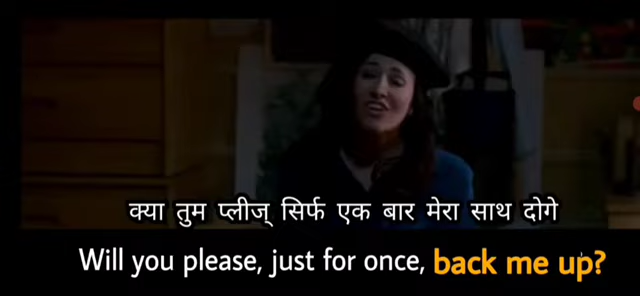 क्या तुम प्लीज् सिर्फ एक बार मेरा साथ दोगे
Will you please, just for once, back me up?